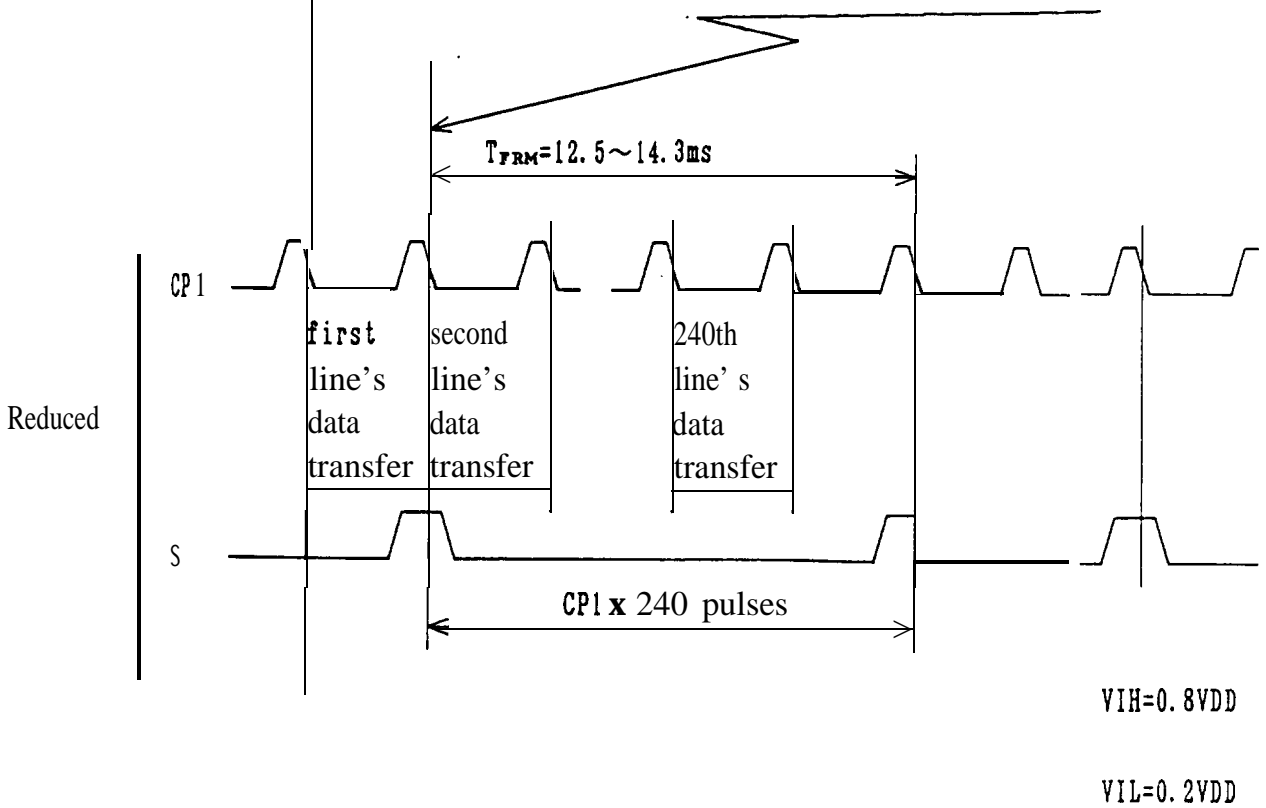 T_FRM=12.5～14.3ms
CP1
first
line's
data
transfer
second
line's
data
transfer
240th
line' s
data
transfer
Reduced
S
CP1 x 240 pulses
VIH=0.8VDD
VIL=0.2VDD